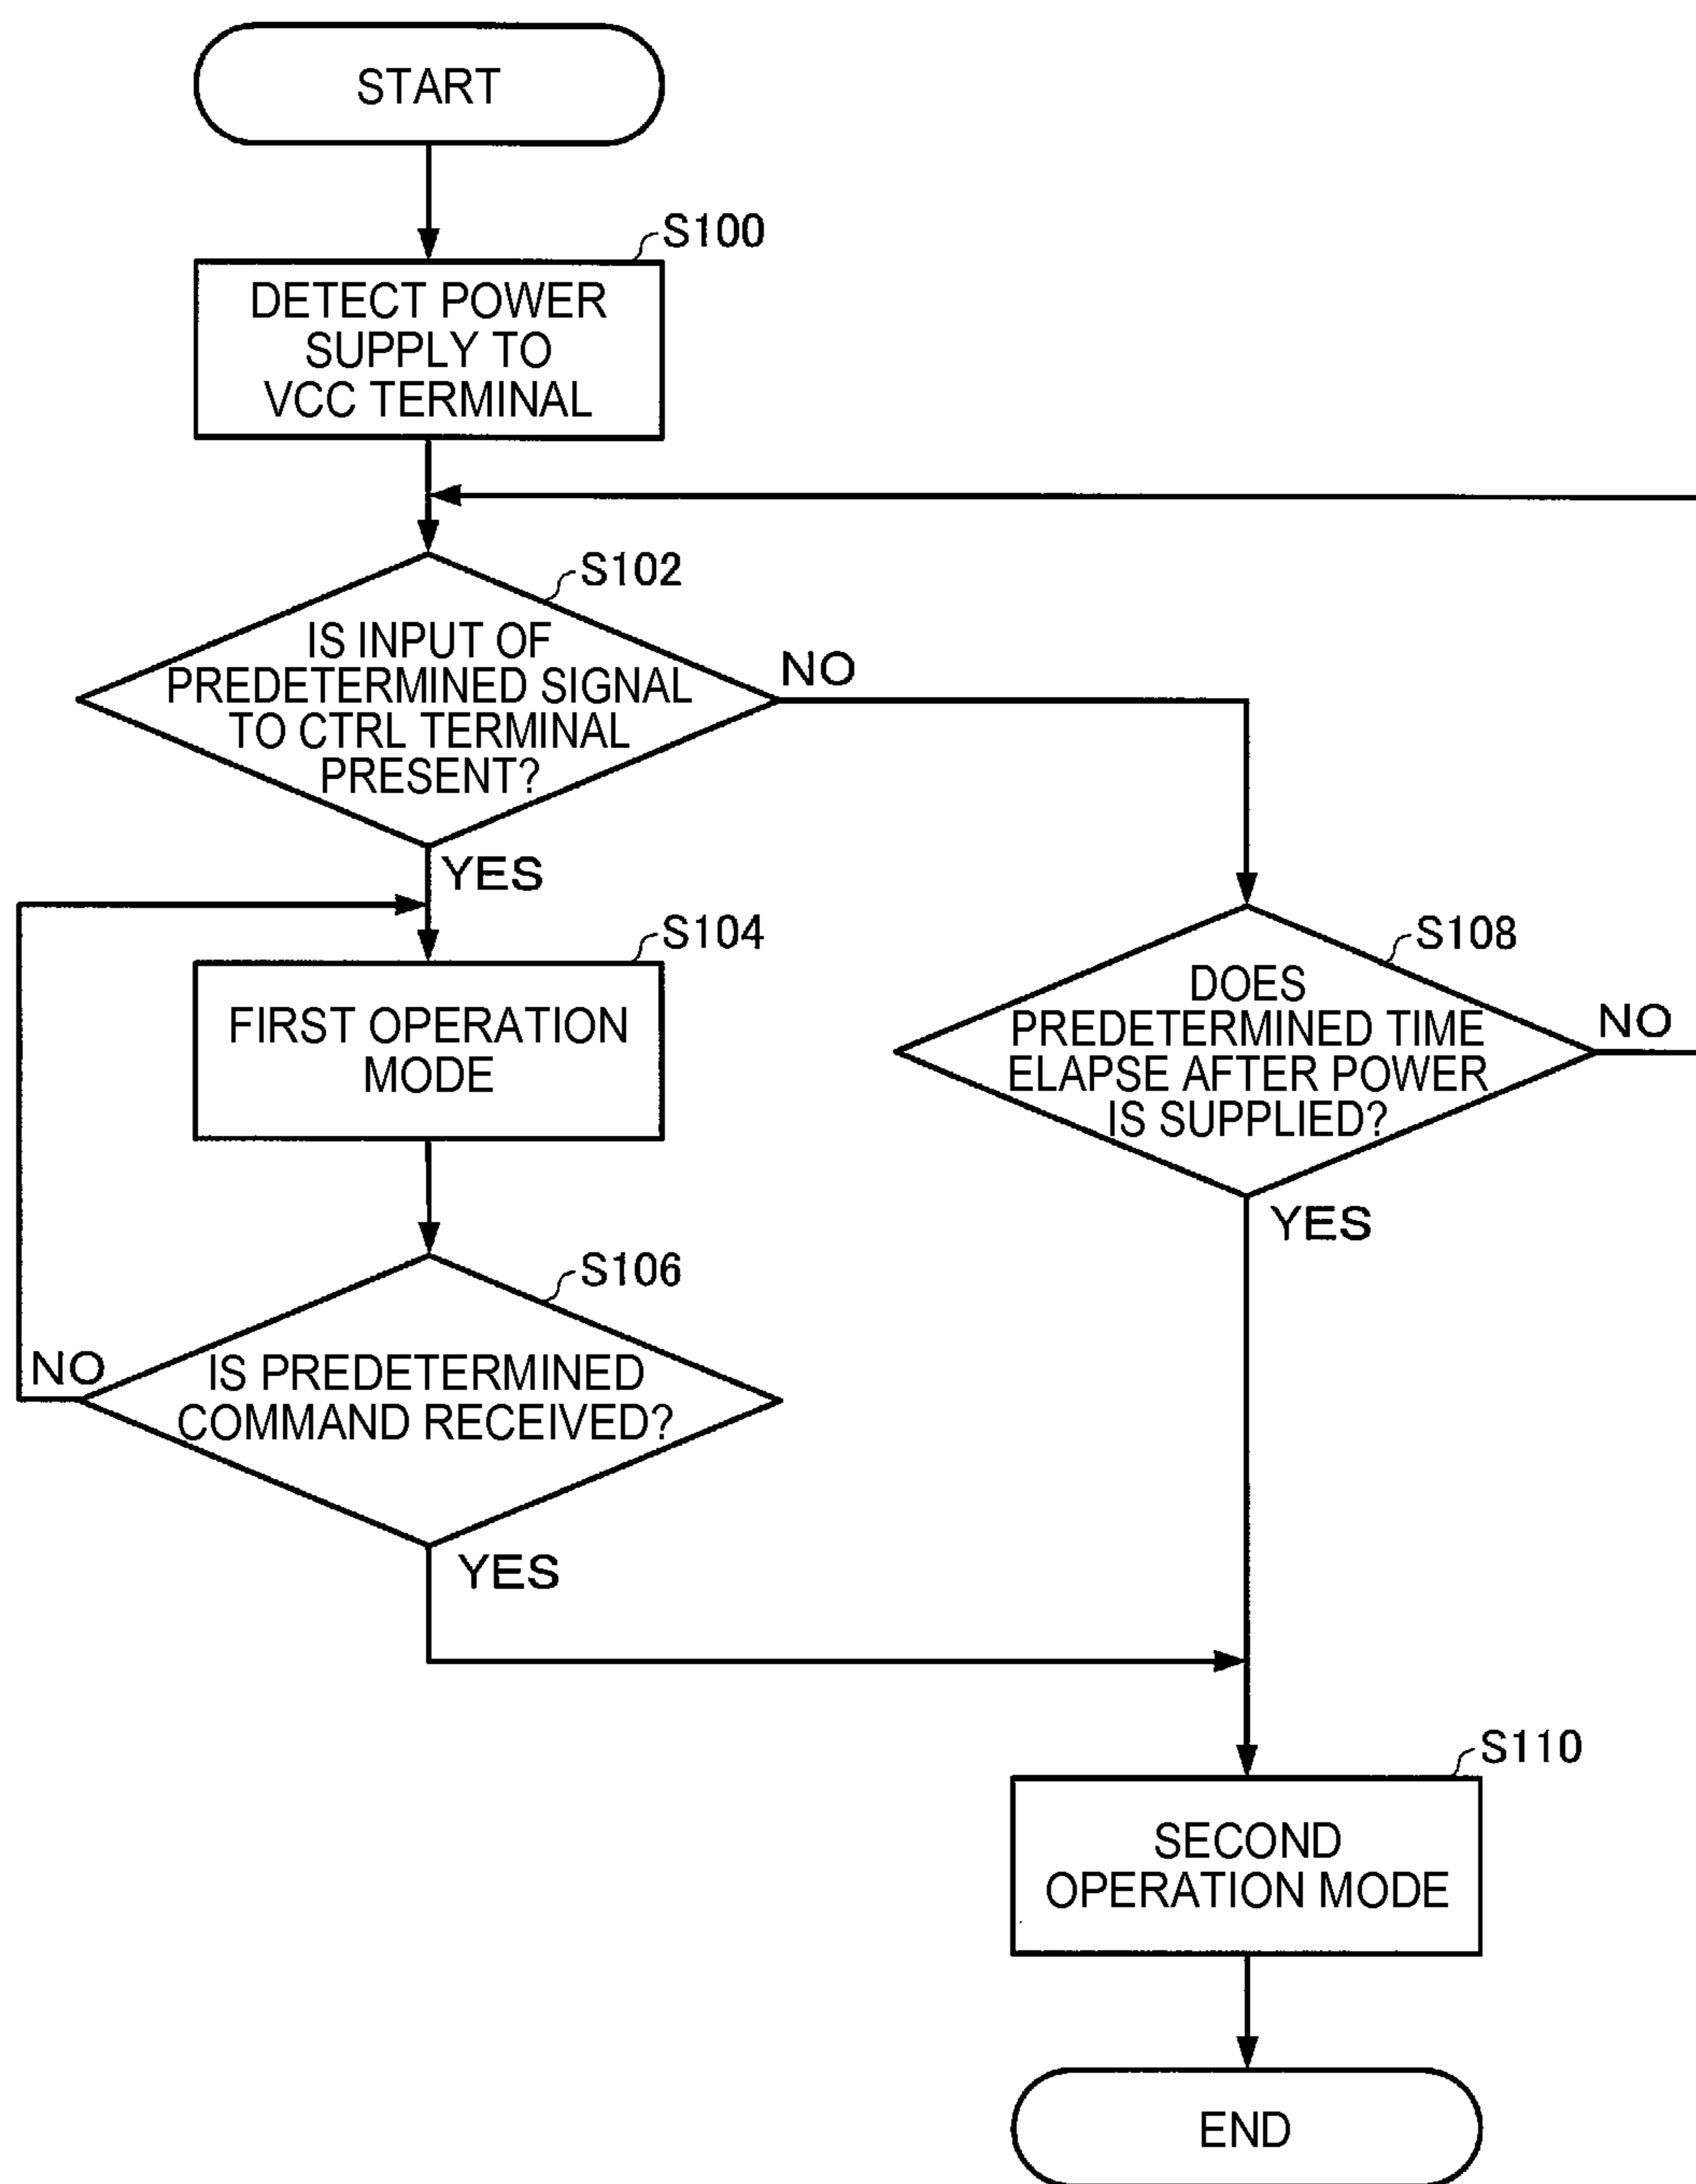 START
S100
DETECT POWER
SUPPLY TO
VCC TERMINAL
S102
IS INPUT OF
PREDETERMINED SIGNAL
TO CTRL TERMINAL
PRESENT?
NO
YES
S104
FIRST OPERATION
MODE
S106
IS PREDETERMINED
COMMAND RECEIVED?
NO
YES
S108
DOES
PREDETERMINED TIME
ELAPSE AFTER POWER
IS SUPPLIED?
NO
YES
S110
SECOND
OPERATION MODE
END